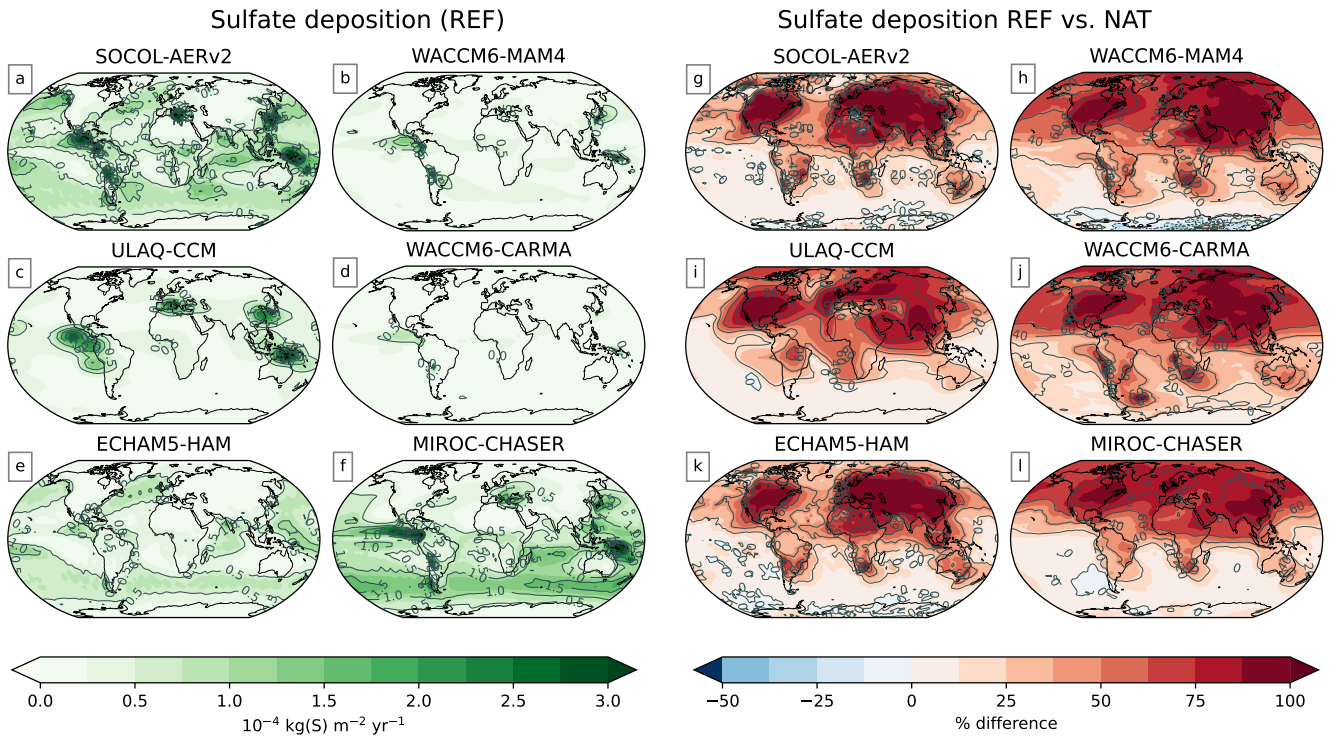 Sulfate deposition (REF)
Sulfate deposition REF vs. NAT
a
SOCOL-AERv2
b
WACCM6-MAM4
g
SOCOL-AERv2
h
WACCM6-MAM4
c
ULAQ-CCM
d
WACCM6-CARMA
i
ULAQ-CCM
j
WACCM6-CARMA
e
ECHAM5-HAM
f
MIROC-CHASER
k
ECHAM5-HAM
l
MIROC-CHASER
0.0 0.5 1.0 1.5 2.0 2.5 3.0
10⁻⁴ kg(S) m⁻² yr⁻¹
−50 −25 0 25 50 75 100
% difference